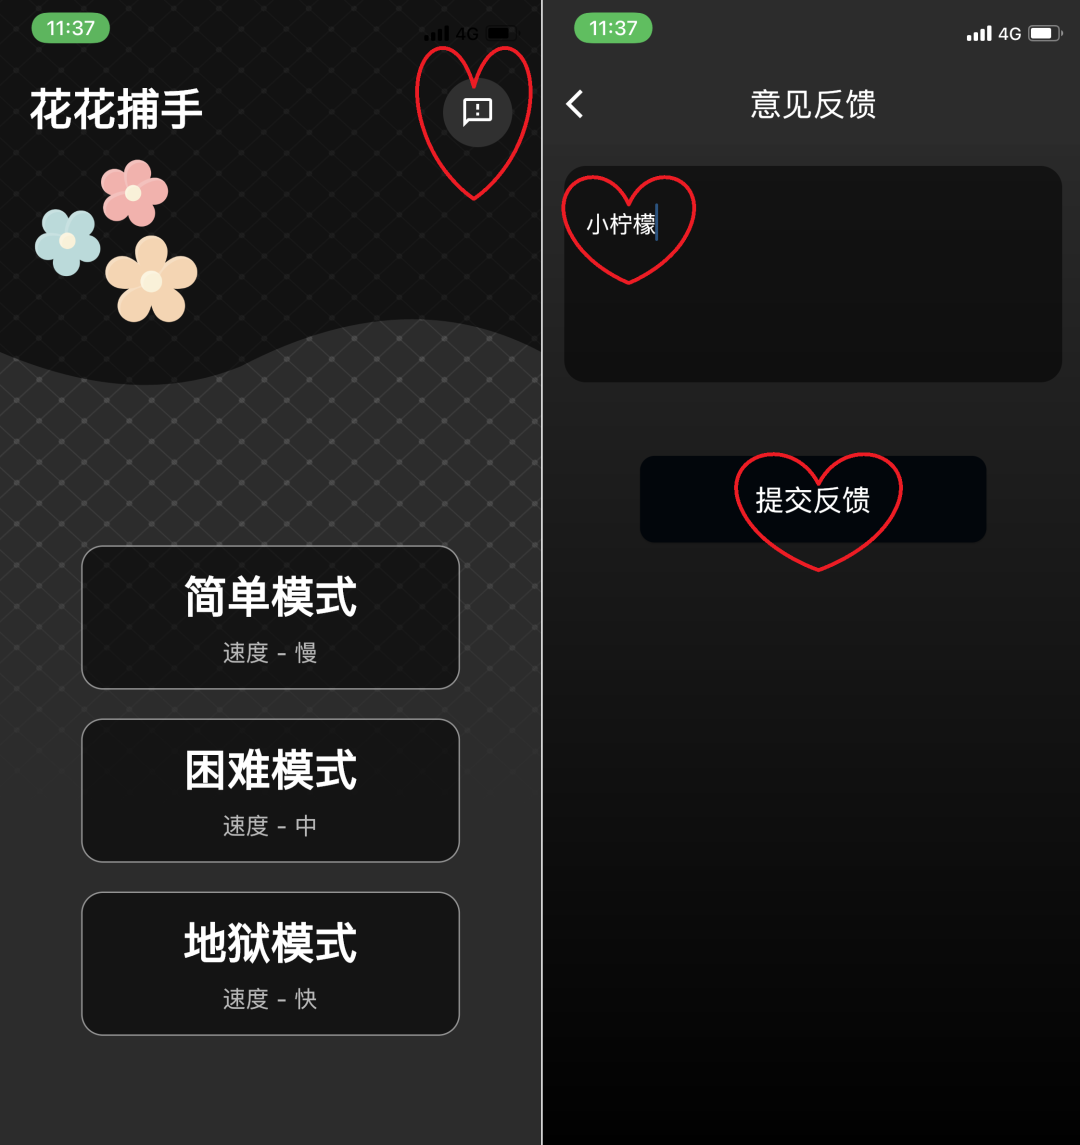 11:37
4G
花花捕手
简单模式
速度 - 慢
困难模式
速度 - 中
地狱模式
速度 - 快
11:37
4G
意见反馈
小柠檬
提交反馈